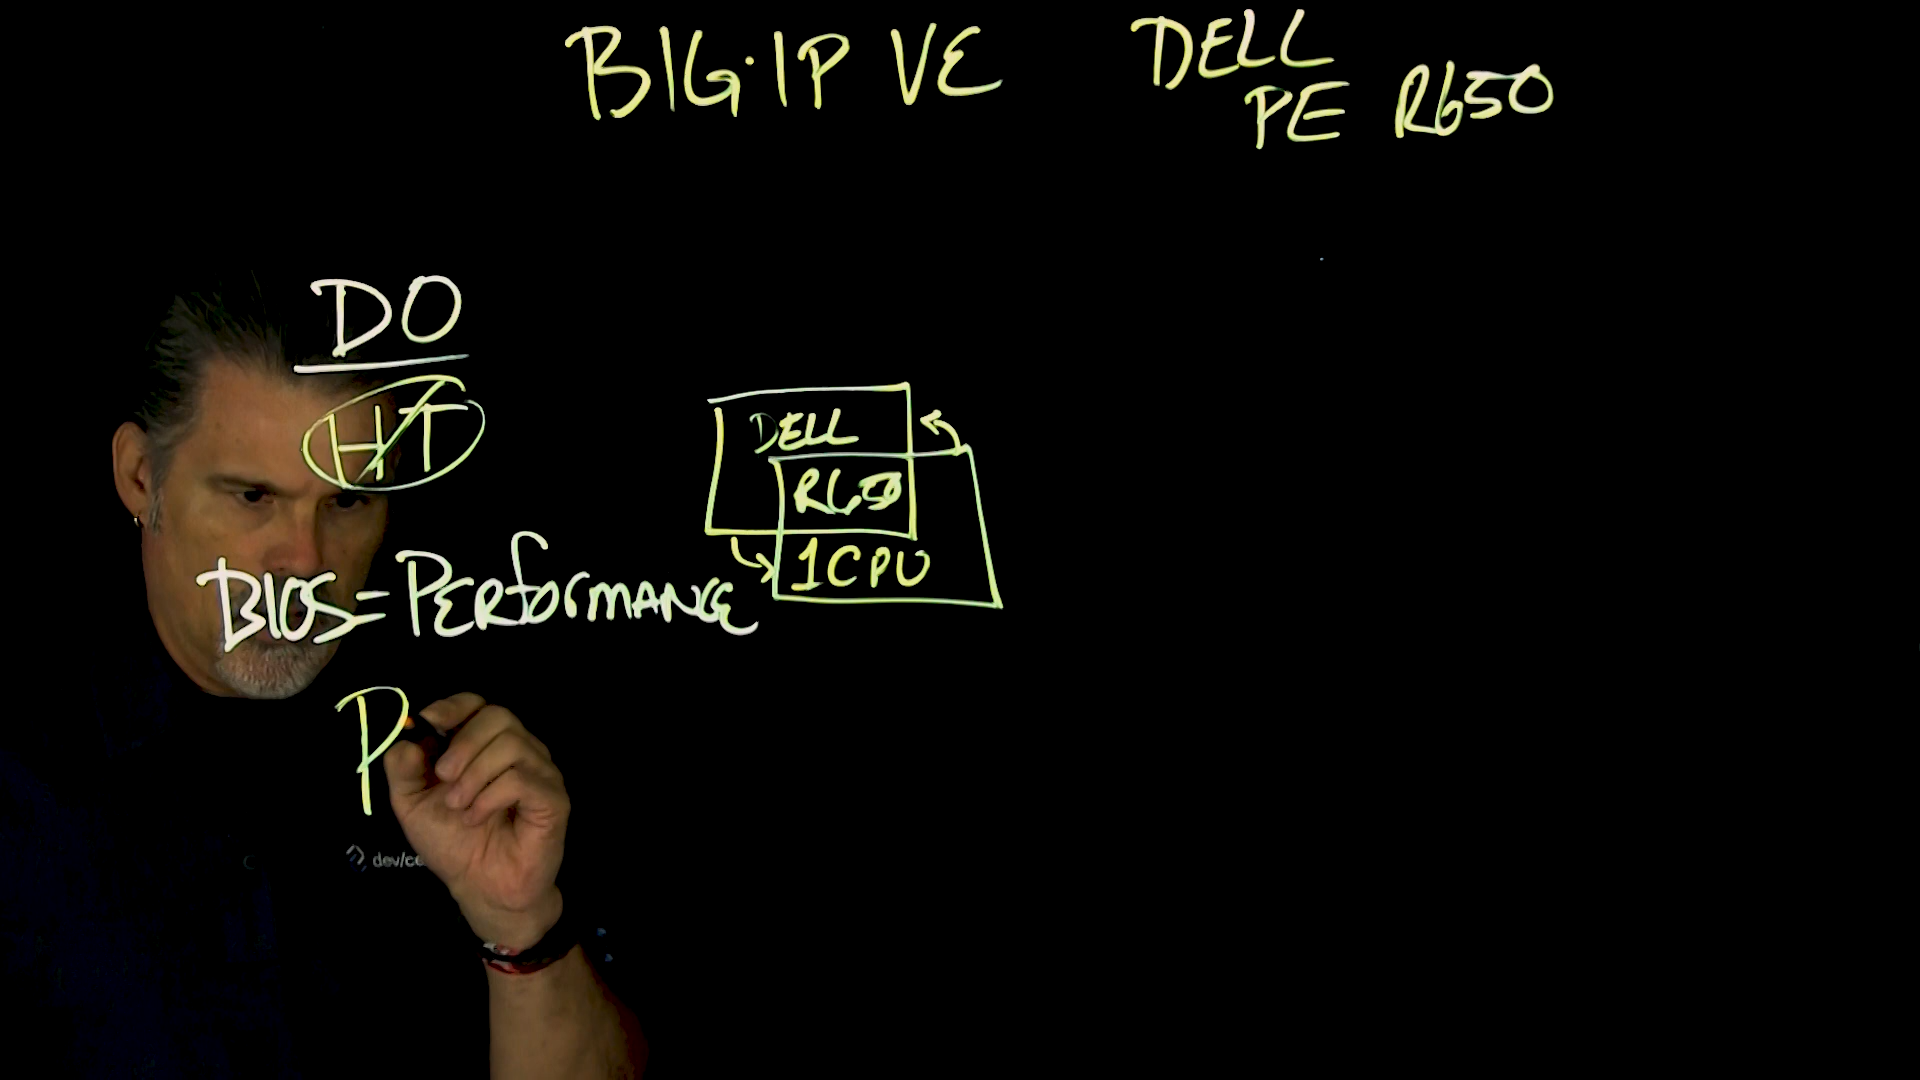 BIG-IP VE
DELL
PE R650
DO
HT
BIOS=PERFORMANCE
P
DELL
R650
1CPU